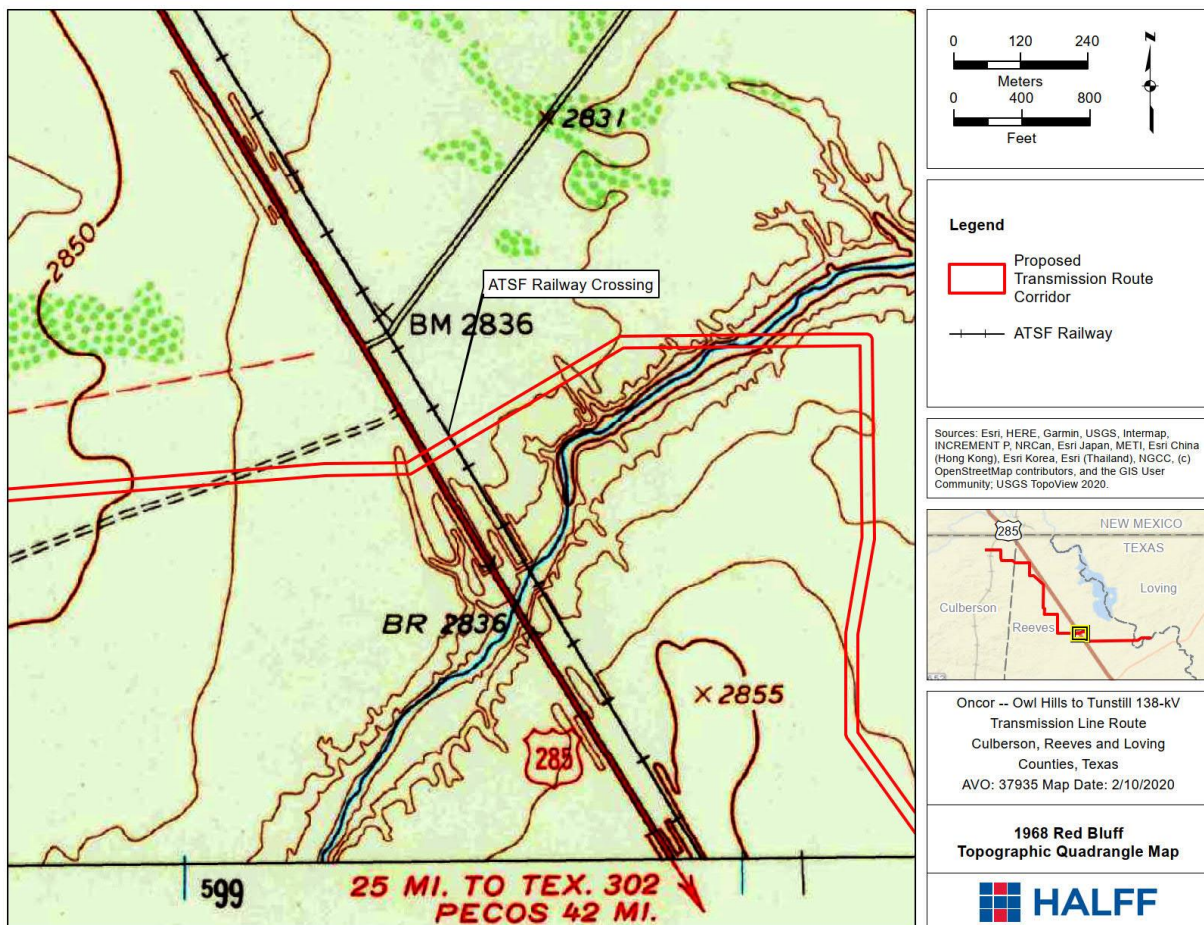 2831
2850
ATSF Railway Crossing
BM 2836
BR 2836
2855
285
599
25 MI. TO TEX. 302
PECOS 42 MI.
0 120 240
Meters
0 400 800
Feet
N
Legend
Proposed
Transmission Route
Corridor
ATSF Railway
Sources: Esri, HERE, Garmin, USGS, Intermap,
INCREMENT P, NRCan, Esri Japan, METI, Esri China
(Hong Kong), Esri Korea, Esri (Thailand), NGCC, (c)
OpenStreetMap contributors, and the GIS User
Community; USGS TopoView 2020.
285
NEW MEXICO
TEXAS
Loving
Culberson
Reeves
Oncor -- Owl Hills to Tunstill 138-kV
Transmission Line Route
Culberson, Reeves and Loving
Counties, Texas
AVO: 37935 Map Date: 2/10/2020
1968 Red Bluff
Topographic Quadrangle Map
HALFF